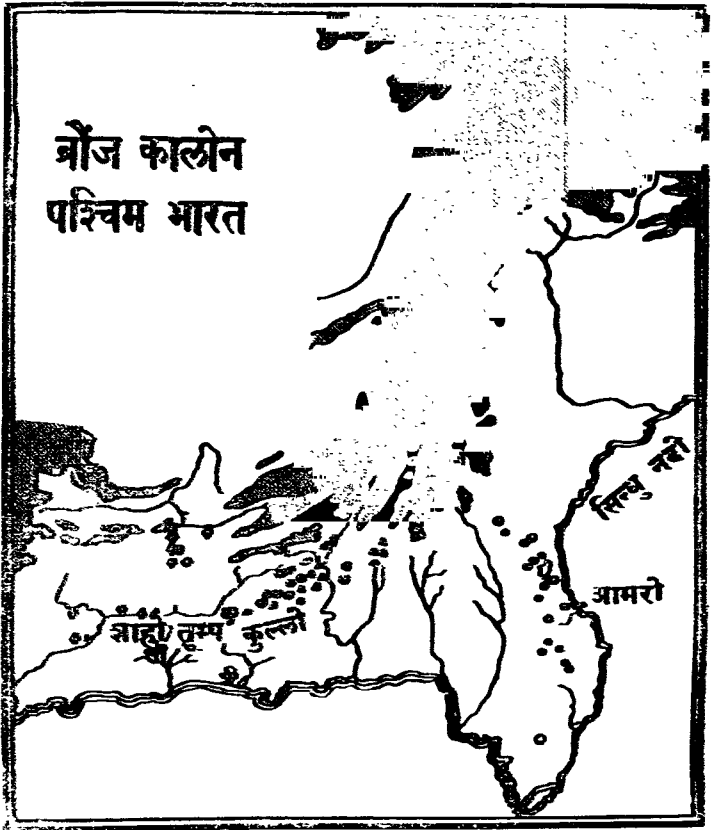 ब्रौंज कालोन
पश्चिम भारत
सिन्धु नदी
आमरो
शाही तुम्प
कुल्लो